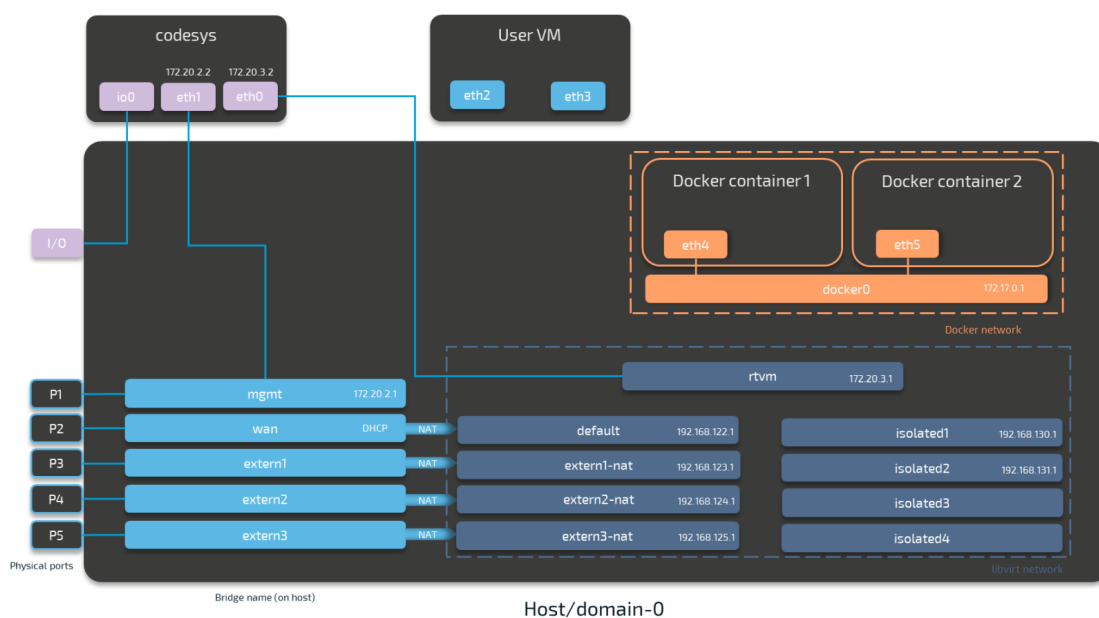 codesys
172.20.2.2
172.20.3.2
io0
eth1
eth0
User VM
eth2
eth3
Docker container 1
Docker container 2
eth4
eth5
docker0
172.17.0.1
Docker network
I/O
rtvm
172.20.3.1
P1
mgmt
172.20.2.1
P2
wan
DHCP
NAT
default
192.168.122.1
isolated1
192.168.130.1
P3
extern1
NAT
extern1-nat
192.168.123.1
isolated2
192.168.131.1
P4
extern2
NAT
extern2-nat
192.168.124.1
isolated3
P5
extern3
NAT
extern3-nat
192.168.125.1
isolated4
Physical ports
libvirt network
Bridge name (on host)
Host/domain-0